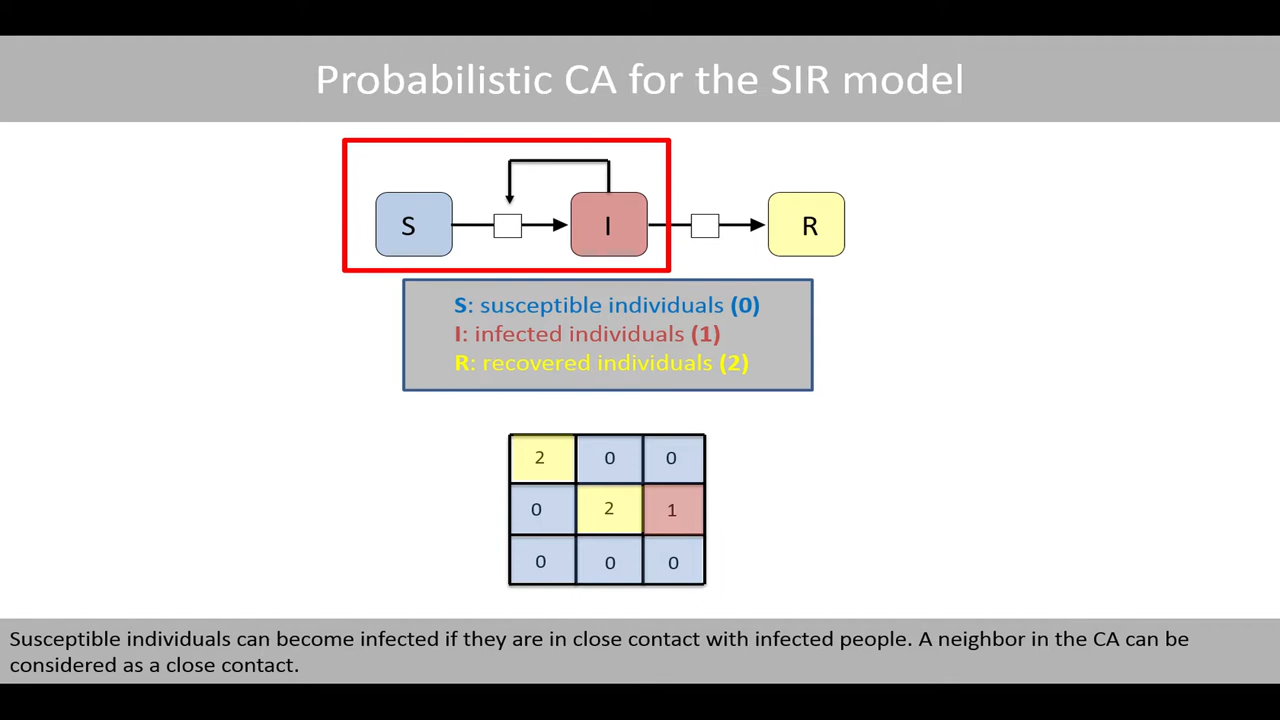 Probabilistic CA for the SIR model
S
I
R
S: susceptible individuals (0)
I: infected individuals (1)
R: recovered individuals (2)
2 0 0
0 2 1
0 0 0
Susceptible individuals can become infected if they are in close contact with infected people. A neighbor in the CA can be
considered as a close contact.